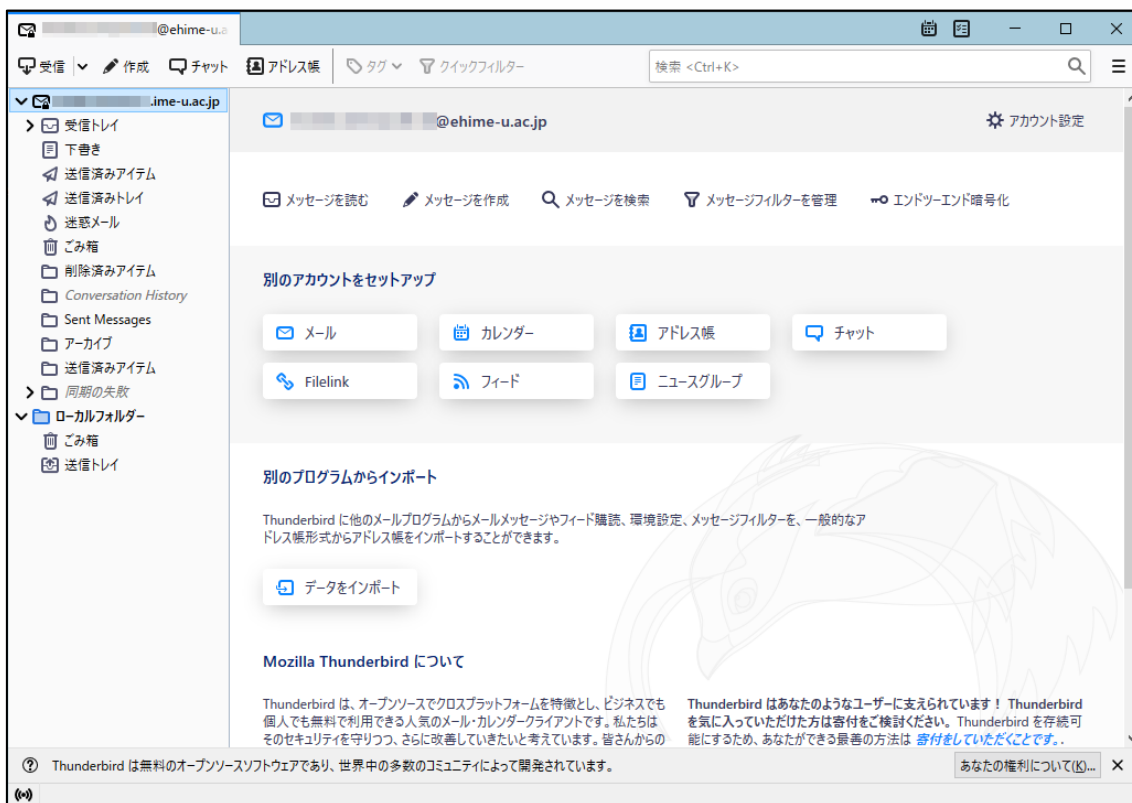 @ehime-u.a
受信 作成 チャット アドレス帳 タグ クイックフィルター 検索 <Ctrl+K>
.ime-u.ac.jp
受信トレイ
下書き
送信済みアイテム
送信済みトレイ
迷惑メール
ごみ箱
削除済みアイテム
Conversation History
Sent Messages
アーカイブ
送信済みアイテム
同期の失敗
ローカルフォルダー
ごみ箱
送信トレイ
@ehime-u.ac.jp アカウント設定
メッセージを読む メッセージを作成 メッセージを検索 メッセージフィルターを管理 エンドツーエンド暗号化
別のアカウントをセットアップ
メール カレンダー アドレス帳 チャット
Filelink フィード ニュースグループ
別のプログラムからインポート
Thunderbird に他のメールプログラムからメールメッセージやフィード購読、環境設定、メッセージフィルターを、一般的なア
ドレス帳形式からアドレス帳をインポートすることができます。
データをインポート
Mozilla Thunderbird について
Thunderbird は、オープンソースでクロスプラットフォームを特徴とし、ビジネスでも
個人でも無料で利用できる人気のメール・カレンダークライアントです。私たちは
そのセキュリティを守りつつ、さらに改善していきたいと考えています。皆さんからの
Thunderbird はあなたのようなユーザーに支えられています！ Thunderbird
を気に入っていただけた方は寄付をご検討ください。Thunderbird を存続可
能にするため、あなたができる最善の方法は 寄付をしていただくことです。.
Thunderbird は無料のオープンソースソフトウェアであり、世界中の多数のコミュニティによって開発されています。 あなたの権利について(K)...